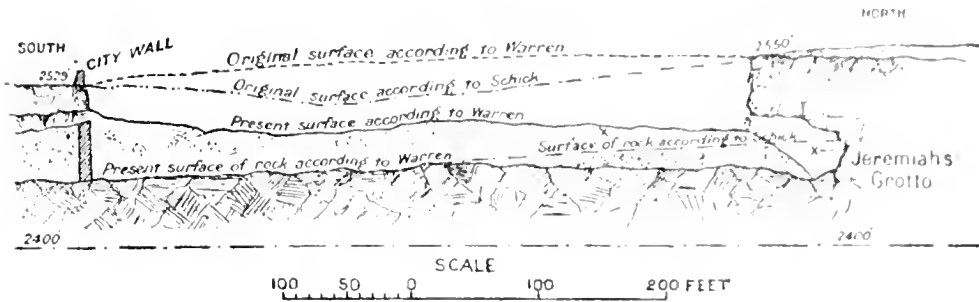 NORTH
SOUTH
CITY WALL
2529'
2550'
Original surface according to Warren
Original surface according to Schick
Present surface according to Warren
Surface of rock according to Schick
Present surface of rock according to Warren
Jeremiahs
Grotto
2400'
2400'
SCALE
100 50 0 100 200 FEET